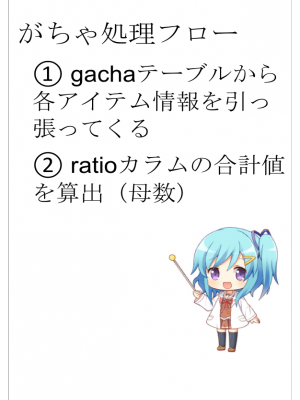 がちゃ処理フロー
① gachaテーブルから
各アイテム情報を引っ
張ってくる
② ratioカラムの合計値
を算出（母数）